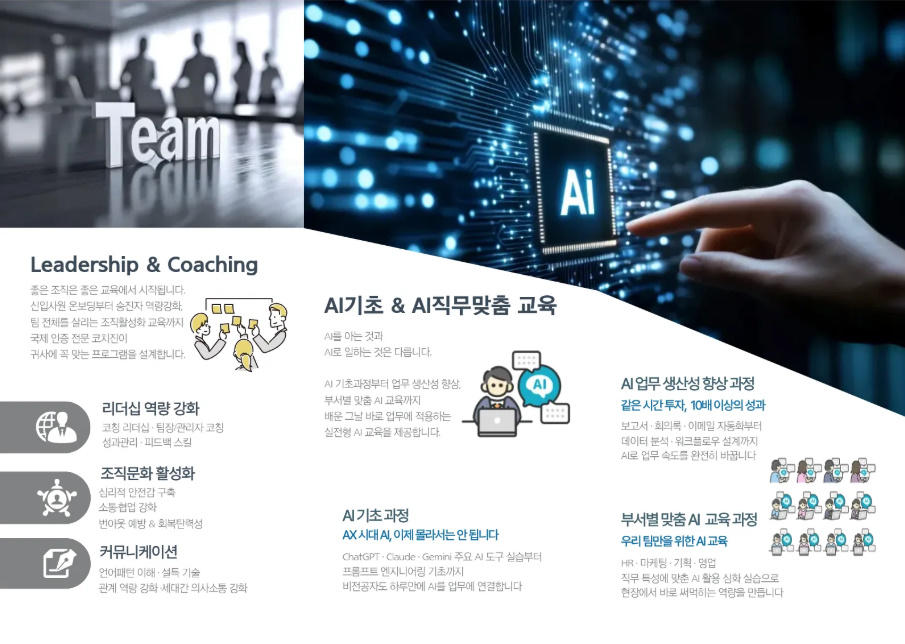 Team
Ai
Leadership & Coaching
좋은 조직은 좋은 교육에서 시작됩니다.
신입사원 온보딩부터 승진자 역량강화,
팀 전체를 살리는 조직활성화 교육까지
국제 인증 전문 코치진이
귀사에 꼭 맞는 프로그램을 설계합니다.
리더십 역량 강화
코칭 리더십 · 팀장/관리자 코칭
성과관리 · 피드백 스킬
조직문화 활성화
심리적 안전감 구축
소통·협업 강화
번아웃 예방 & 회복탄력성
커뮤니케이션
언어패턴 이해 · 설득 기술
관계 역량 강화 ·세대간 의사소통 강화
AI기초 & AI직무맞춤 교육
AI를 아는 것과
AI로 일하는 것은 다릅니다.
AI 기초과정부터 업무 생산성 향상,
부서별 맞춤 AI 교육까지
배운 그날 바로 업무에 적용하는
실전형 AI 교육을 제공합니다.
AI
AI 기초 과정
AX 시대 AI, 이제 몰라서는 안 됩니다
ChatGPT · Claude · Gemini 주요 AI 도구 실습부터
프롬프트 엔지니어링 기초까지
비전공자도 하루만에 AI를 업무에 연결합니다
AI 업무 생산성 향상 과정
같은 시간 투자, 10배 이상의 성과
보고서 · 회의록 · 이메일 자동화부터
데이터 분석 · 워크플로우 설계까지
AI로 업무 속도를 완전히 바꿉니다
부서별 맞춤 AI 교육 과정
우리 팀만을 위한 AI 교육
HR · 마케팅 · 기획 · 영업
직무 특성에 맞춘 AI 활용 심화 실습으로
현장에서 바로 써먹히는 역량을 만듭니다